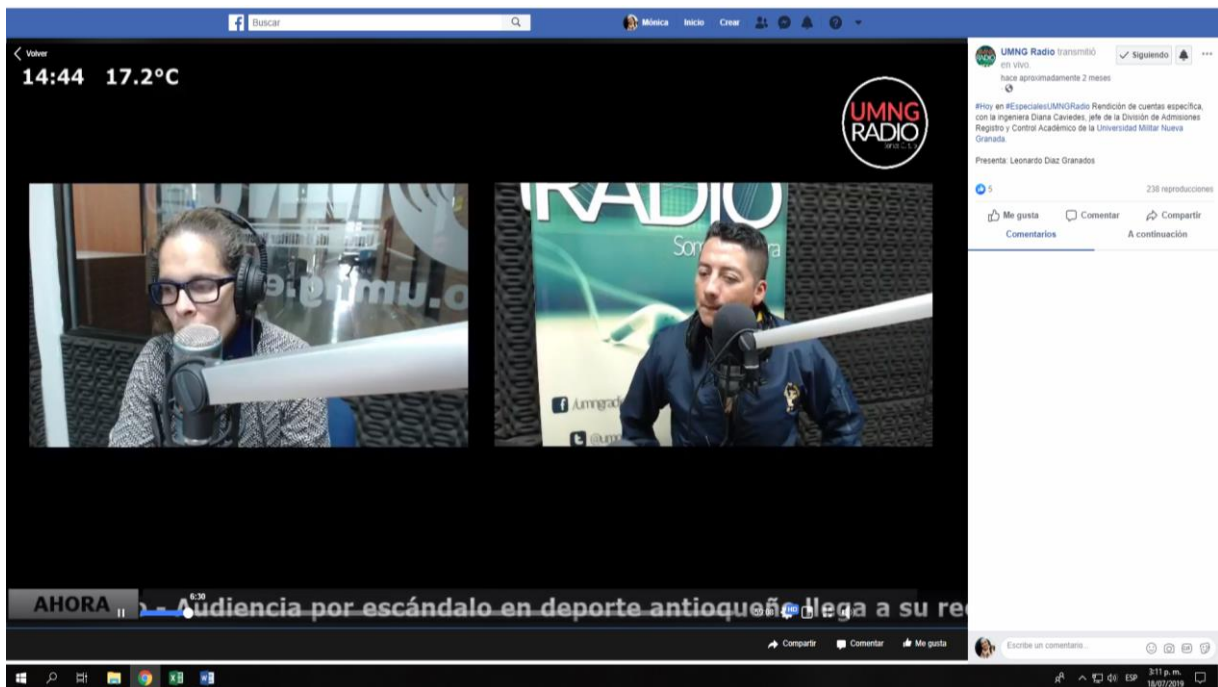 Buscar
Mónica Inicio Crear
Volver
14:44 17.2°C
UMNG
RADIO
RADIO
/umngradi
UMNG Radio transmitió
en vivo.
hace aproximadamente 2 meses
Siguiendo
#Hoy en #EspecialesUMNGRadio Rendición de cuentas específica,
con la ingeniera Diana Caviedes, jefe de la División de Admisiones
Registro y Control Académico de la Universidad Militar Nueva
Granada.
Presenta: Leonardo Diaz Granados
5 238 reproducciones
Me gusta Comentar Compartir
Comentarios A continuación
6:30
AHORA - Audiencia por escándalo en deporte antioqueño llega a su re
HD
Compartir Comentar Me gusta
Escribe un comentario...
ESP
3:11 p. m.
18/07/2019